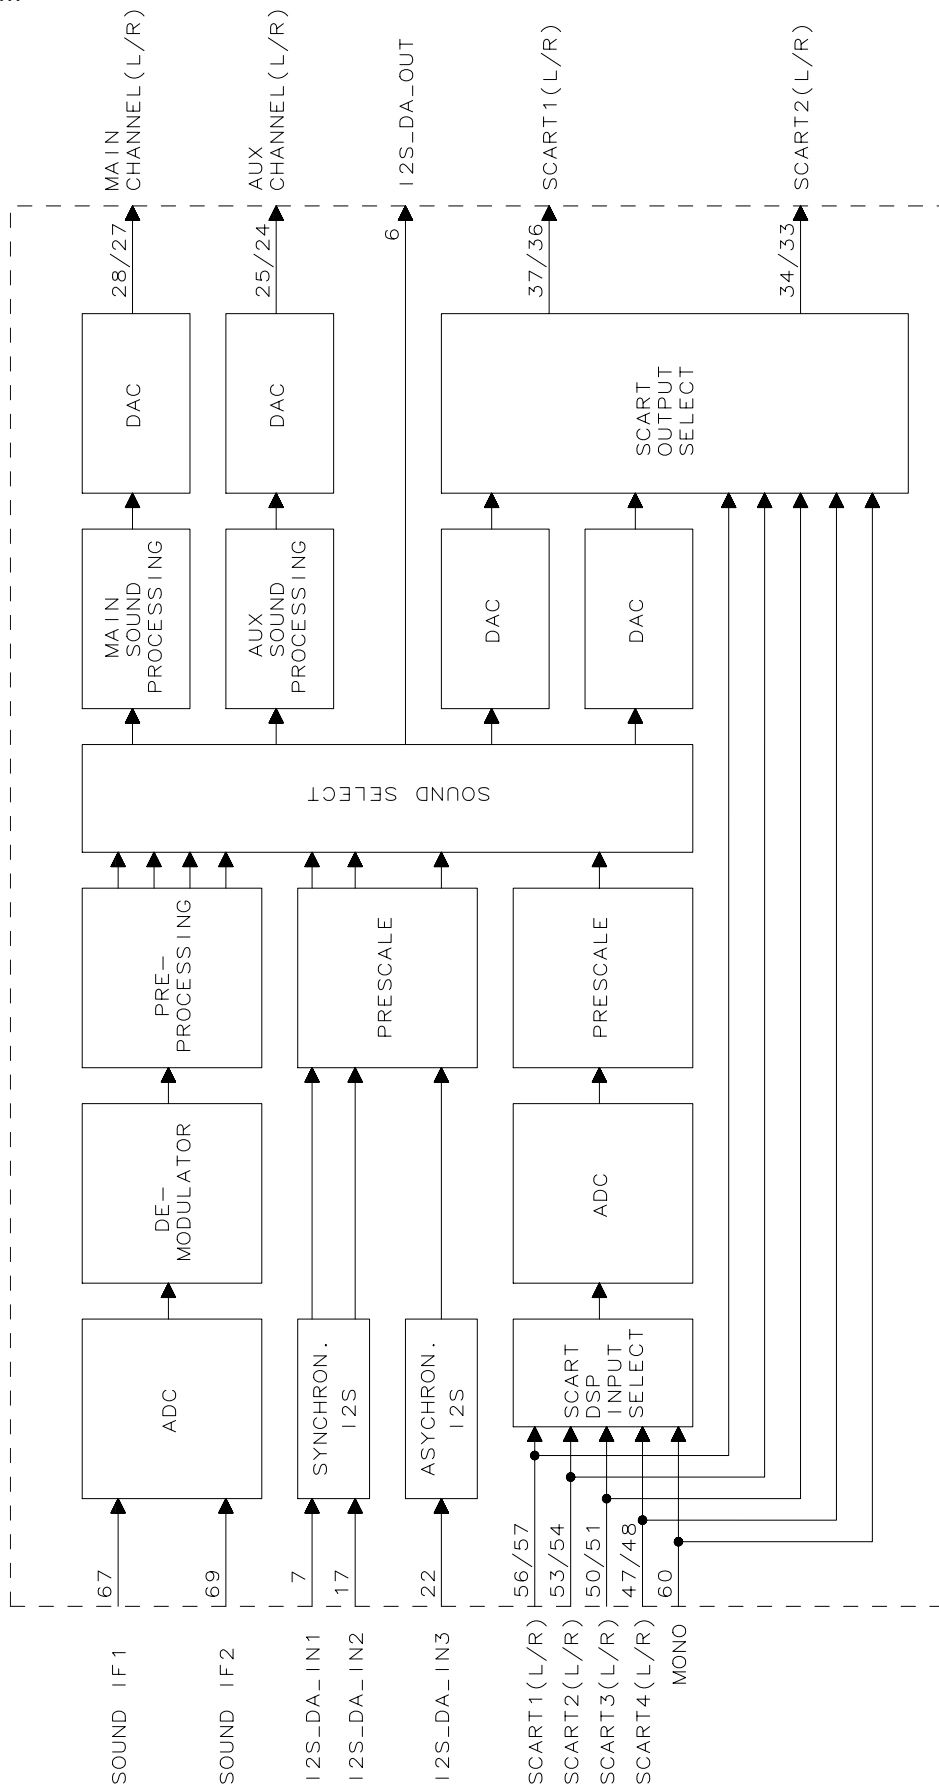 SOUND IF1
67
SOUND IF2
69
ADC
DE-
MODULATOR
PRE-
PROCESSING
I2S_DA_IN1
7
I2S_DA_IN2
17
SYNCHRON.
I2S
I2S_DA_IN3
22
ASYCHRON.
I2S
PRESCALE
SCART1(L/R)
56/57
SCART2(L/R)
53/54
SCART3(L/R)
50/51
SCART4(L/R)
47/48
MONO
60
SCART
DSP
INPUT
SELECT
ADC
PRESCALE
SOUND SELECT
MAIN
SOUND
PROCESSING
DAC
28/27
MAIN
CHANNEL(L/R)
AUX
SOUND
PROCESSING
DAC
25/24
AUX
CHANNEL(L/R)
6
I2S_DA_OUT
DAC
DAC
SCART
OUTPUT
SELECT
37/36
SCART1(L/R)
34/33
SCART2(L/R)